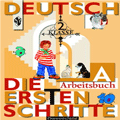 DEUTSCH
2
KLASSE
A
Arbeitsbuch
DIE
ERSTEN
SCHRITTE